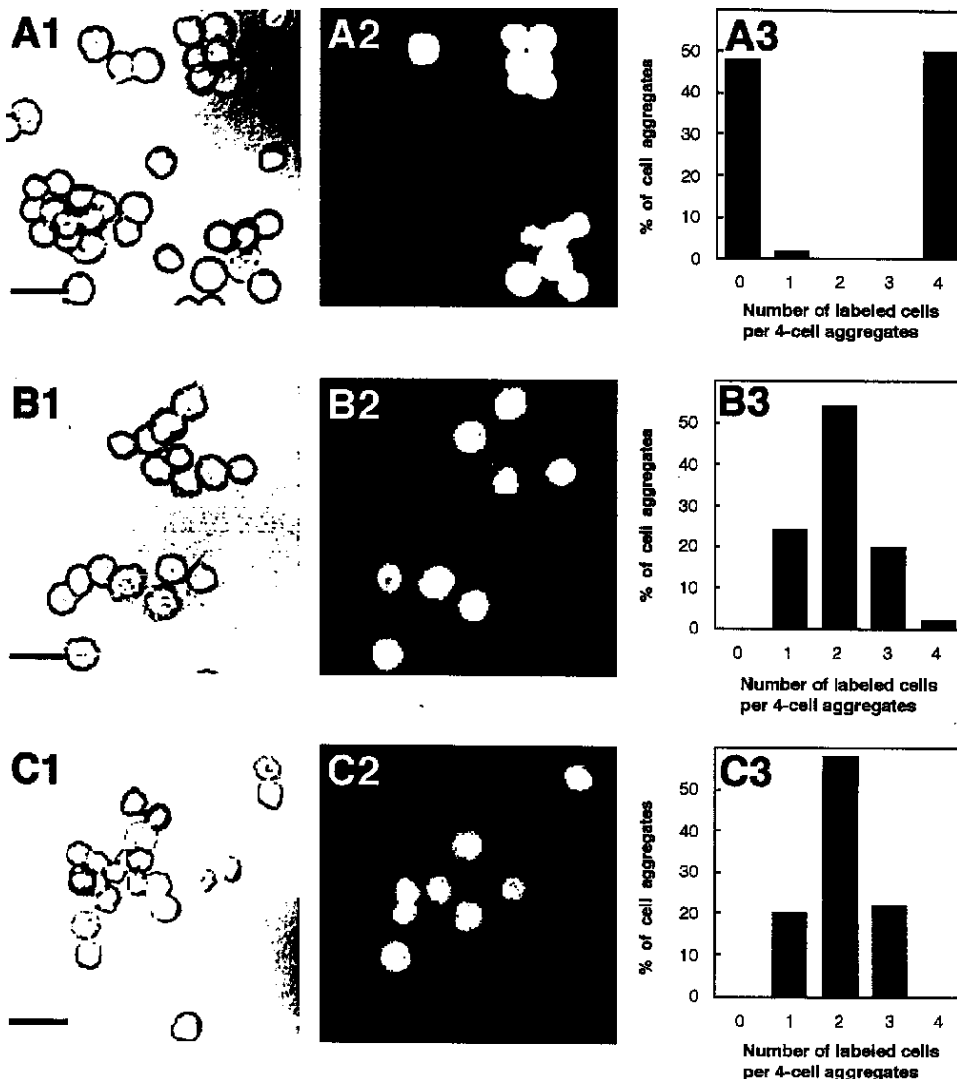 A1
A2
A3
50
40
30
20
10
0
% of cell aggregates
0 1 2 3 4
Number of labeled cells
per 4-cell aggregates
B1
B2
B3
50
40
30
20
10
0
% of cell aggregates
0 1 2 3 4
Number of labeled cells
per 4-cell aggregates
C1
C2
C3
50
40
30
20
10
0
% of cell aggregates
0 1 2 3 4
Number of labeled cells
per 4-cell aggregates